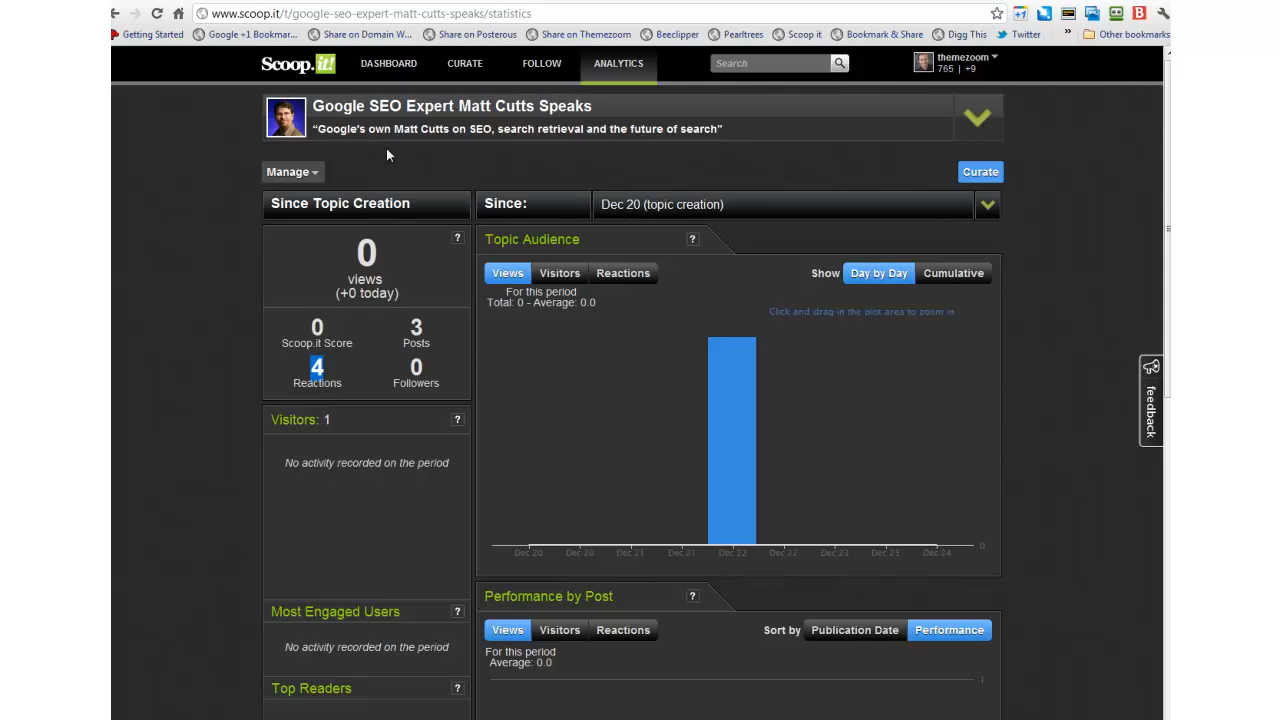 www.scoop.it/t/google-seo-expert-matt-cutts-speaks/statistics
Getting Started
Google +1 Bookmar...
Share on Domain W...
Share on Posterous
Share on Themezoom
Beeclipper
Pearltrees
Scoop it
Bookmark & Share
Digg This
Twitter
»
Other bookmarks
Scoop.it!
DASHBOARD
CURATE
FOLLOW
ANALYTICS
Search
themezoom
765 | +9
Google SEO Expert Matt Cutts Speaks
“Google's own Matt Cutts on SEO, search retrieval and the future of search”
Manage
Curate
Since Topic Creation
Since:
Dec 20 (topic creation)
?
0
views
(+0 today)
0
Scoop.it Score
3
Posts
4
Reactions
0
Followers
Visitors: 1
?
No activity recorded on the period
Most Engaged Users
?
No activity recorded on the period
Top Readers
?
Topic Audience
?
Views
Visitors
Reactions
Show
Day by Day
Cumulative
For this period
Total: 0 - Average: 0.0
Click and drag in the plot area to zoom in
0
Dec 20
Dec 20
Dec 21
Dec 21
Dec 22
Dec 22
Dec 23
Dec 23
Dec 24
Performance by Post
?
Views
Visitors
Reactions
Sort by
Publication Date
Performance
For this period
Average: 0.0
1
feedback